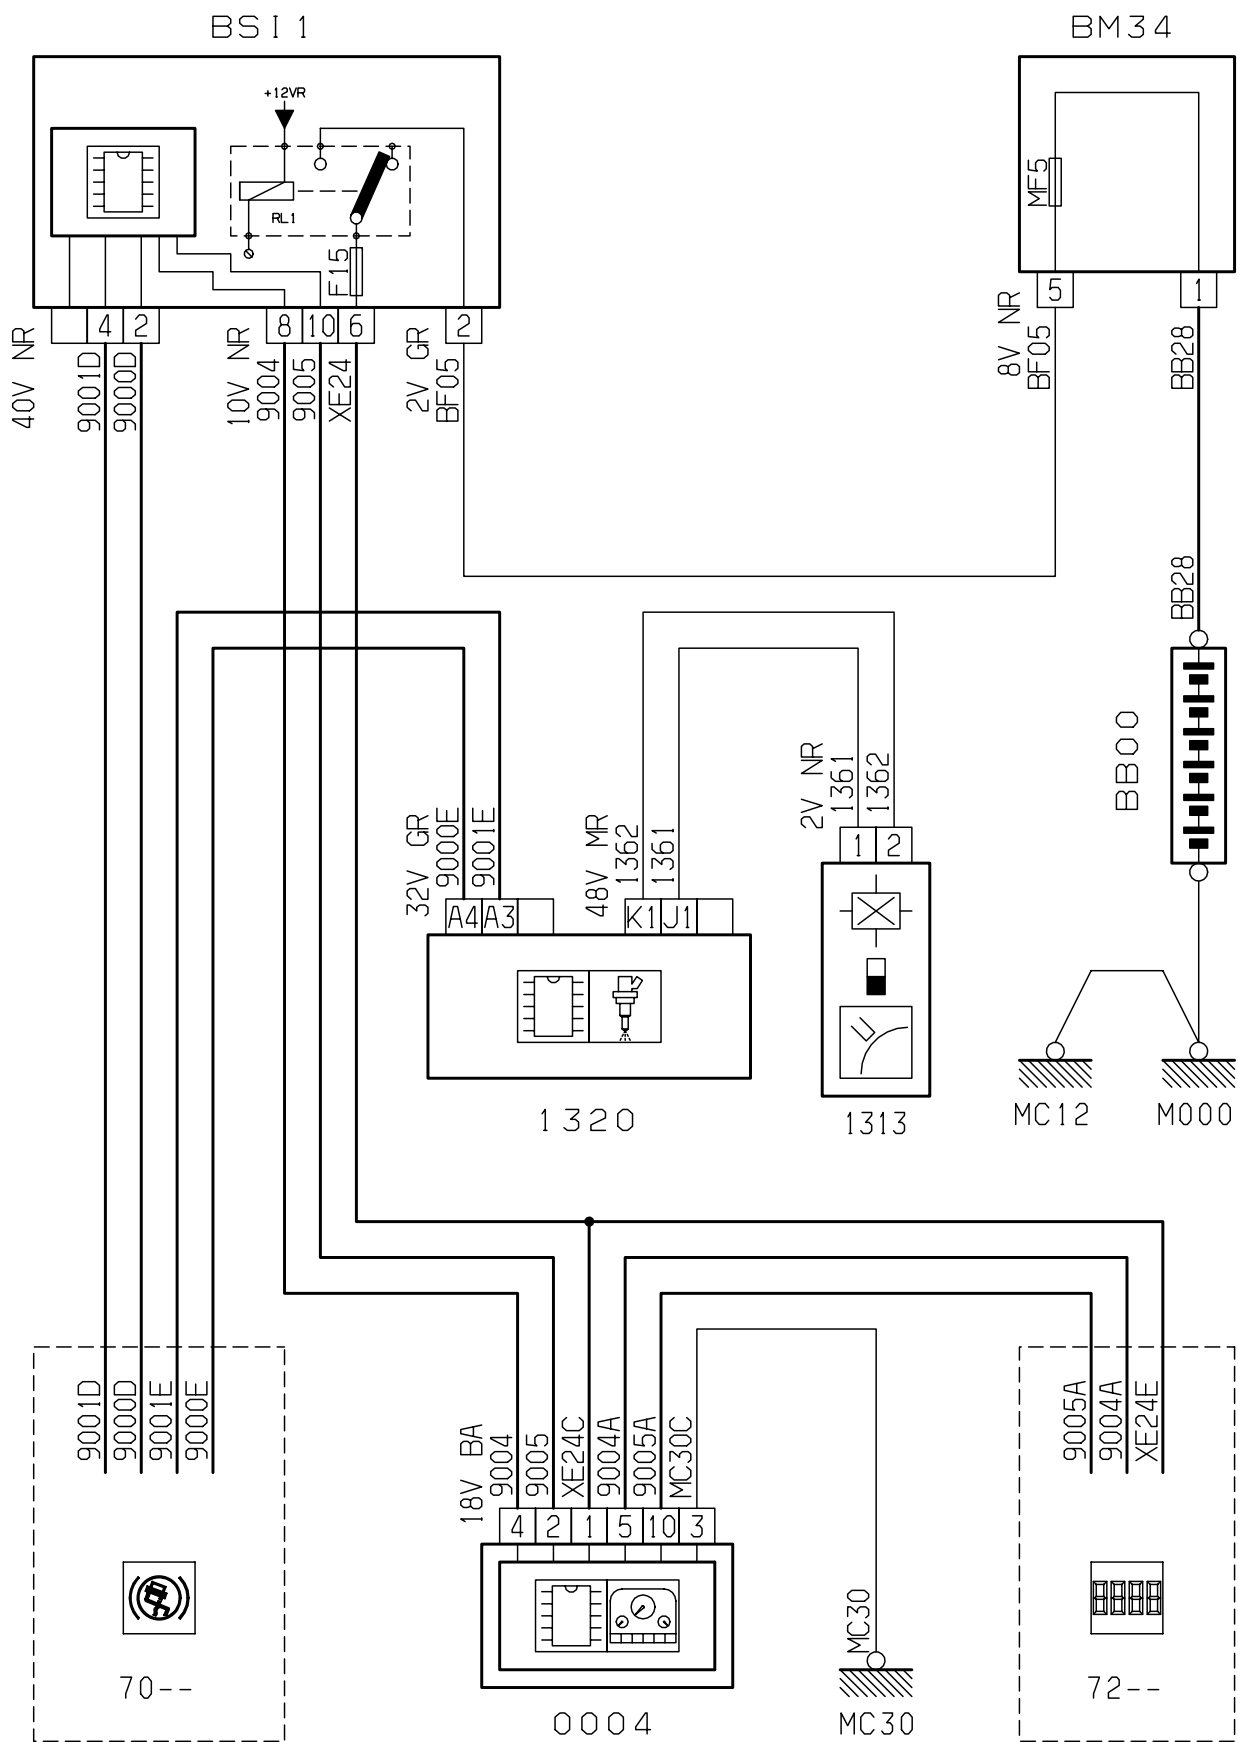 BSI1
BM34
+12VR
RL1
F15
MF5
4
2
8
10
6
2
5
1
40V NR
9001D
9000D
10V NR
9004
9005
XE24
2V GR
BF05
8V NR
BF05
BB28
BB28
BB00
32V GR
9000E
9001E
48V MR
1362
1361
2V NR
1361
1362
1
2
A4
A3
K1
J1
1320
1313
MC12
M000
9001D
9000D
9001E
9000E
18V BA
9004
9005
XE24C
9004A
9005A
MC30C
9005A
9004A
XE24E
4
2
1
5
10
3
MC30
70--
0004
MC30
72--